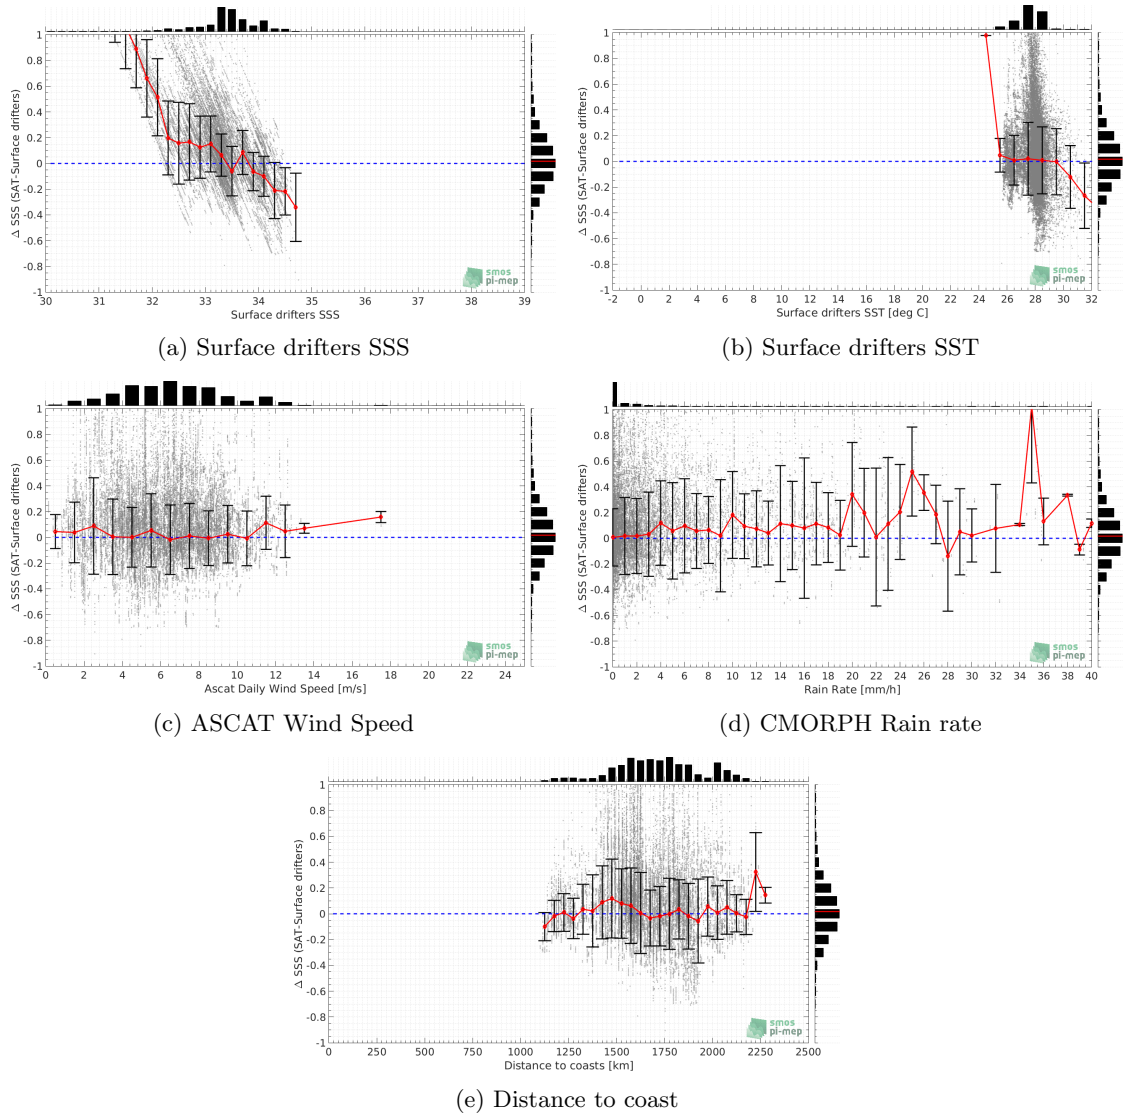 1
0.8
0.6
0.4
0.2
0
-0.2
-0.4
-0.6
-0.8
-1
Δ SSS (SAT-Surface drifters)
30 31 32 33 34 35 36 37 38 39
Surface drifters SSS
smos
pi-mep
(a) Surface drifters SSS
1
0.8
0.6
0.4
0.2
0
-0.2
-0.4
-0.6
-0.8
-1
Δ SSS (SAT-Surface drifters)
-2 0 2 4 6 8 10 12 14 16 18 20 22 24 26 28 30 32
Surface drifters SST [deg C]
smos
pi-mep
(b) Surface drifters SST
1
0.8
0.6
0.4
0.2
0
-0.2
-0.4
-0.6
-0.8
-1
Δ SSS (SAT-Surface drifters)
0 2 4 6 8 10 12 14 16 18 20 22 24
Ascat Daily Wind Speed [m/s]
smos
pi-mep
(c) ASCAT Wind Speed
1
0.8
0.6
0.4
0.2
0
-0.2
-0.4
-0.6
-0.8
-1
Δ SSS (SAT-Surface drifters)
0 2 4 6 8 10 12 14 16 18 20 22 24 26 28 30 32 34 36 38 40
Rain Rate [mm/h]
smos
pi-mep
(d) CMORPH Rain rate
1
0.8
0.6
0.4
0.2
0
-0.2
-0.4
-0.6
-0.8
-1
Δ SSS (SAT-Surface drifters)
0 250 500 750 1000 1250 1500 1750 2000 2250 2500
Distance to coasts [km]
smos
pi-mep
(e) Distance to coast